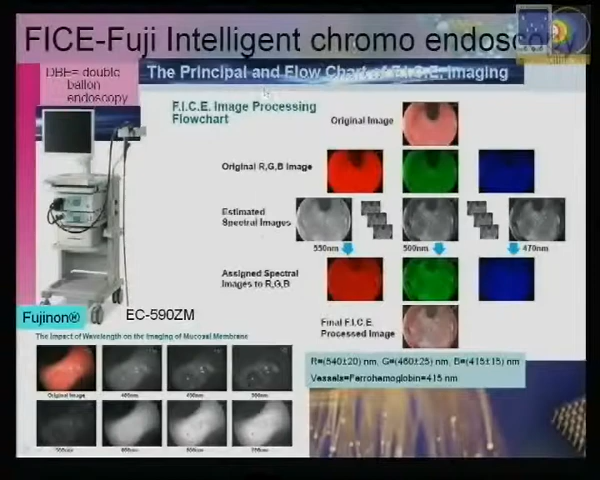 FICE-Fuji Intelligent chromo endoscopy
DBE= double
ballon
endoscopy
The Principal and Flow Chart of F.I.C.E. Imaging
F.I.C.E. Image Processing
Flowchart
Original Image
Original R,G,B Image
Estimated
Spectral Images
550nm
500nm
470nm
Assigned Spectral
Images to R,G,B
Final F.I.C.E.
Processed Image
Fujinon®
EC-590ZM
The Impact of Wavelength on the Imaging of Mucosal Membrane
R=(540±20) nm, G=(460±25) nm, B=(415±15) nm
Vessels=Ferrohemoglobin=415 nm
Original Image